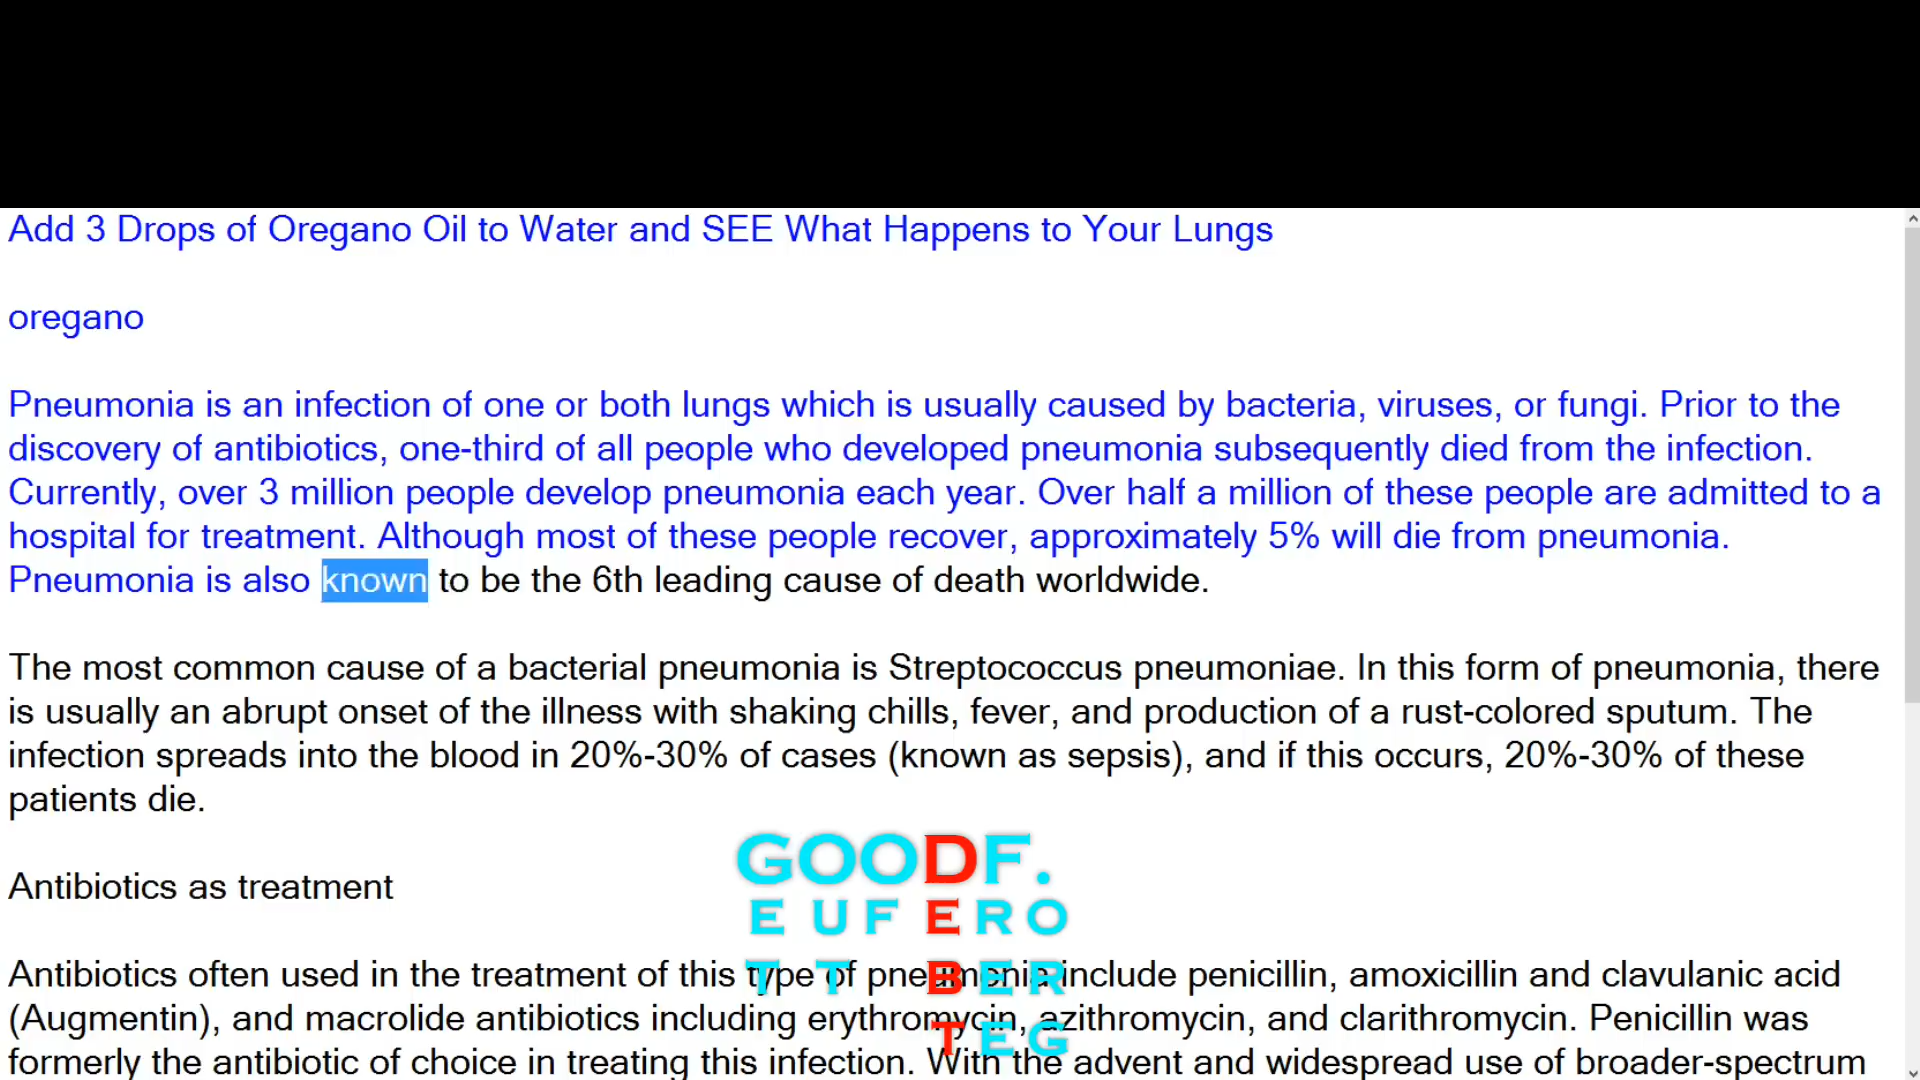 Add 3 Drops of Oregano Oil to Water and SEE What Happens to Your Lungs
oregano
Pneumonia is an infection of one or both lungs which is usually caused by bacteria, viruses, or fungi. Prior to the
discovery of antibiotics, one-third of all people who developed pneumonia subsequently died from the infection.
Currently, over 3 million people develop pneumonia each year. Over half a million of these people are admitted to a
hospital for treatment. Although most of these people recover, approximately 5% will die from pneumonia.
Pneumonia is also known to be the 6th leading cause of death worldwide.
The most common cause of a bacterial pneumonia is Streptococcus pneumoniae. In this form of pneumonia, there
is usually an abrupt onset of the illness with shaking chills, fever, and production of a rust-colored sputum. The
infection spreads into the blood in 20%-30% of cases (known as sepsis), and if this occurs, 20%-30% of these
patients die.
GOODF.
E UF ERO
Antibiotics as treatment
T T BER
Antibiotics often used in the treatment of this type of pneumonia include penicillin, amoxicillin and clavulanic acid
(Augmentin), and macrolide antibiotics including erythromycin, azithromycin, and clarithromycin. Penicillin was
TEG
formerly the antibiotic of choice in treating this infection. With the advent and widespread use of broader-spectrum